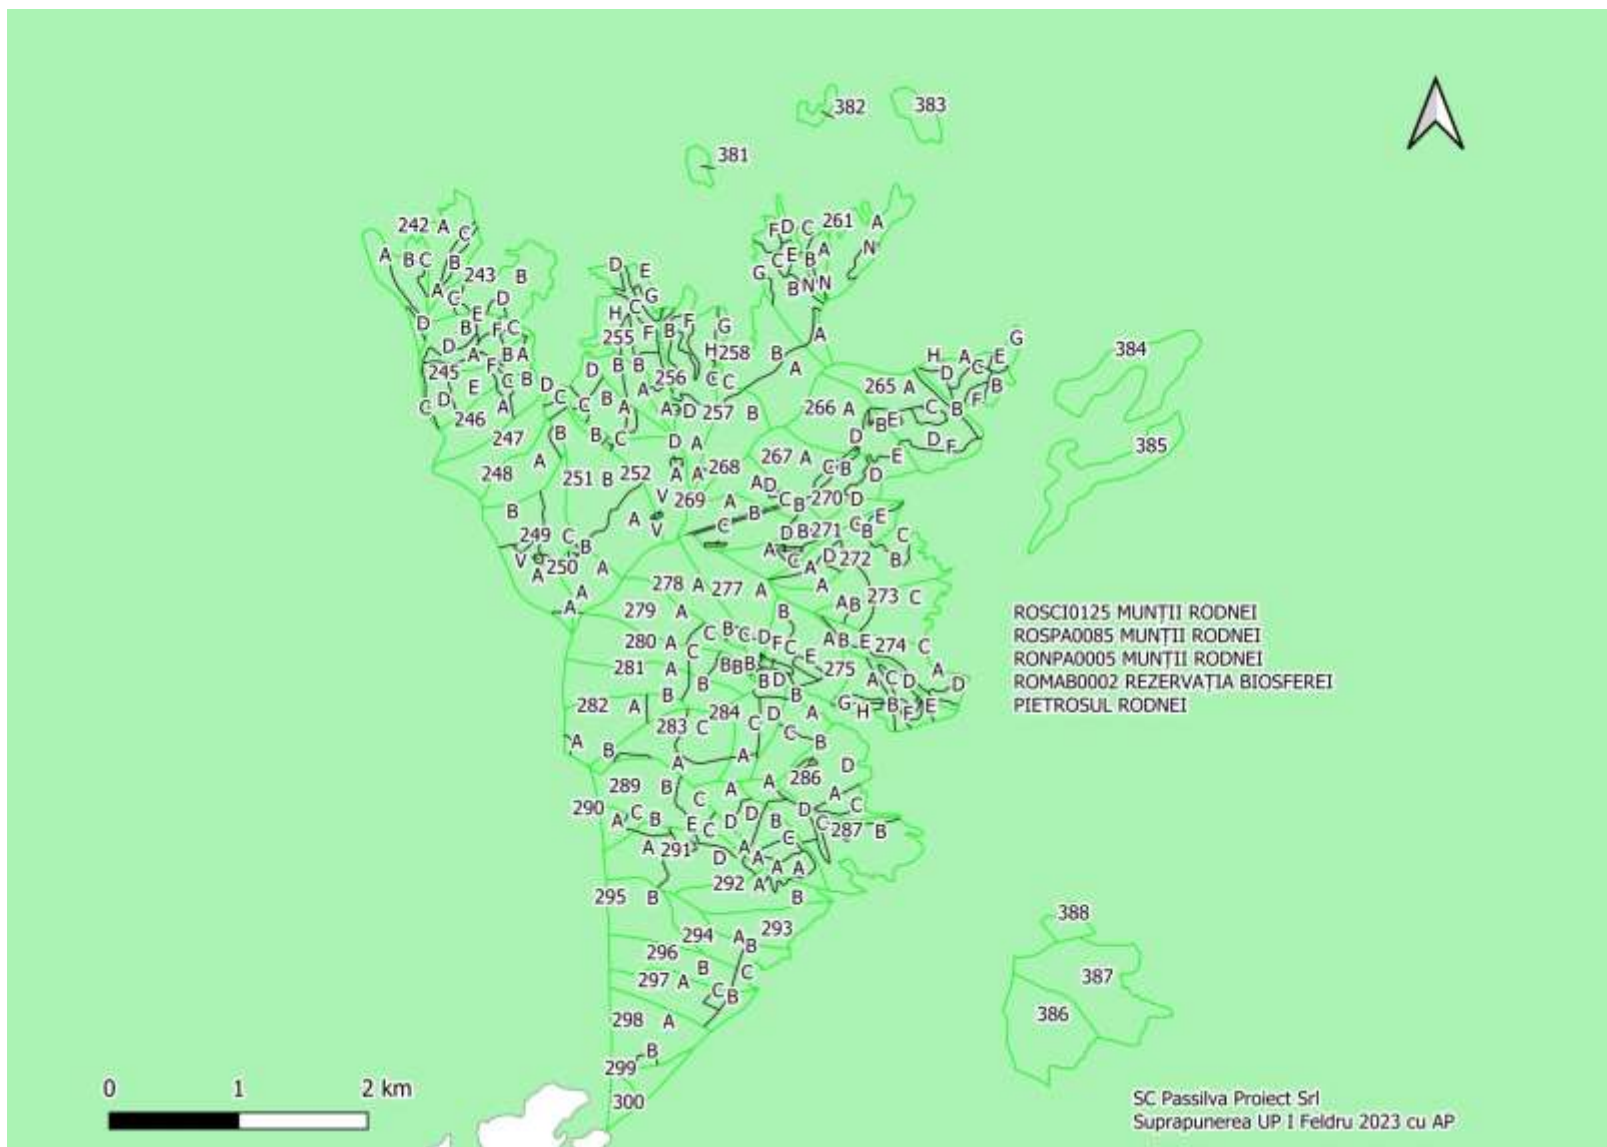 382
383
381
242 A C
F D C 261 A
A B C B 243 B
C E B A N
G B N N
D E
H C G
A C D
D B E F C
255 F B F G
A
384
D A B A
B B H 258
B A
H A C E G
D
245 F
E C B D
D B B 256 C C
A
265 A D B
F
C D A
246
C C B A A D 257 B
266 A B E C B
385
247 B B C D A
D D F
248 A 251 B 252
A A 268 267 A C B E D
B V 269 A A D C B 270 D
249 C B A V C B
D B 271 C B E C
V 250 A A
A C A D 272 B
A A
278 A 277 A A
A B 273 C
279 A B
280 A C B C D F C E A B E 274 C
281 A C B B B
275 A C D A D
B B B D B
282 A G H B F E
283 C 284 C D A C B
A B A A
289 B A A 286 D
290 C B C D D B D A C
A E C C 287 B
A 291 D A A C A A
292 A B
295 B
294 A B 293
296 B C
297 A C B
298 A
B
299
300
388
387
386
ROSCI0125 MUNȚII RODNEI
ROSPA0085 MUNȚII RODNEI
RONPA0005 MUNȚII RODNEI
ROMAB0002 REZERVAȚIA BIOSFEREI
PIETROSUL RODNEI
0 1 2 km
SC Passilva Proiect Srl
Suprapunerea UP I Feldru 2023 cu AP